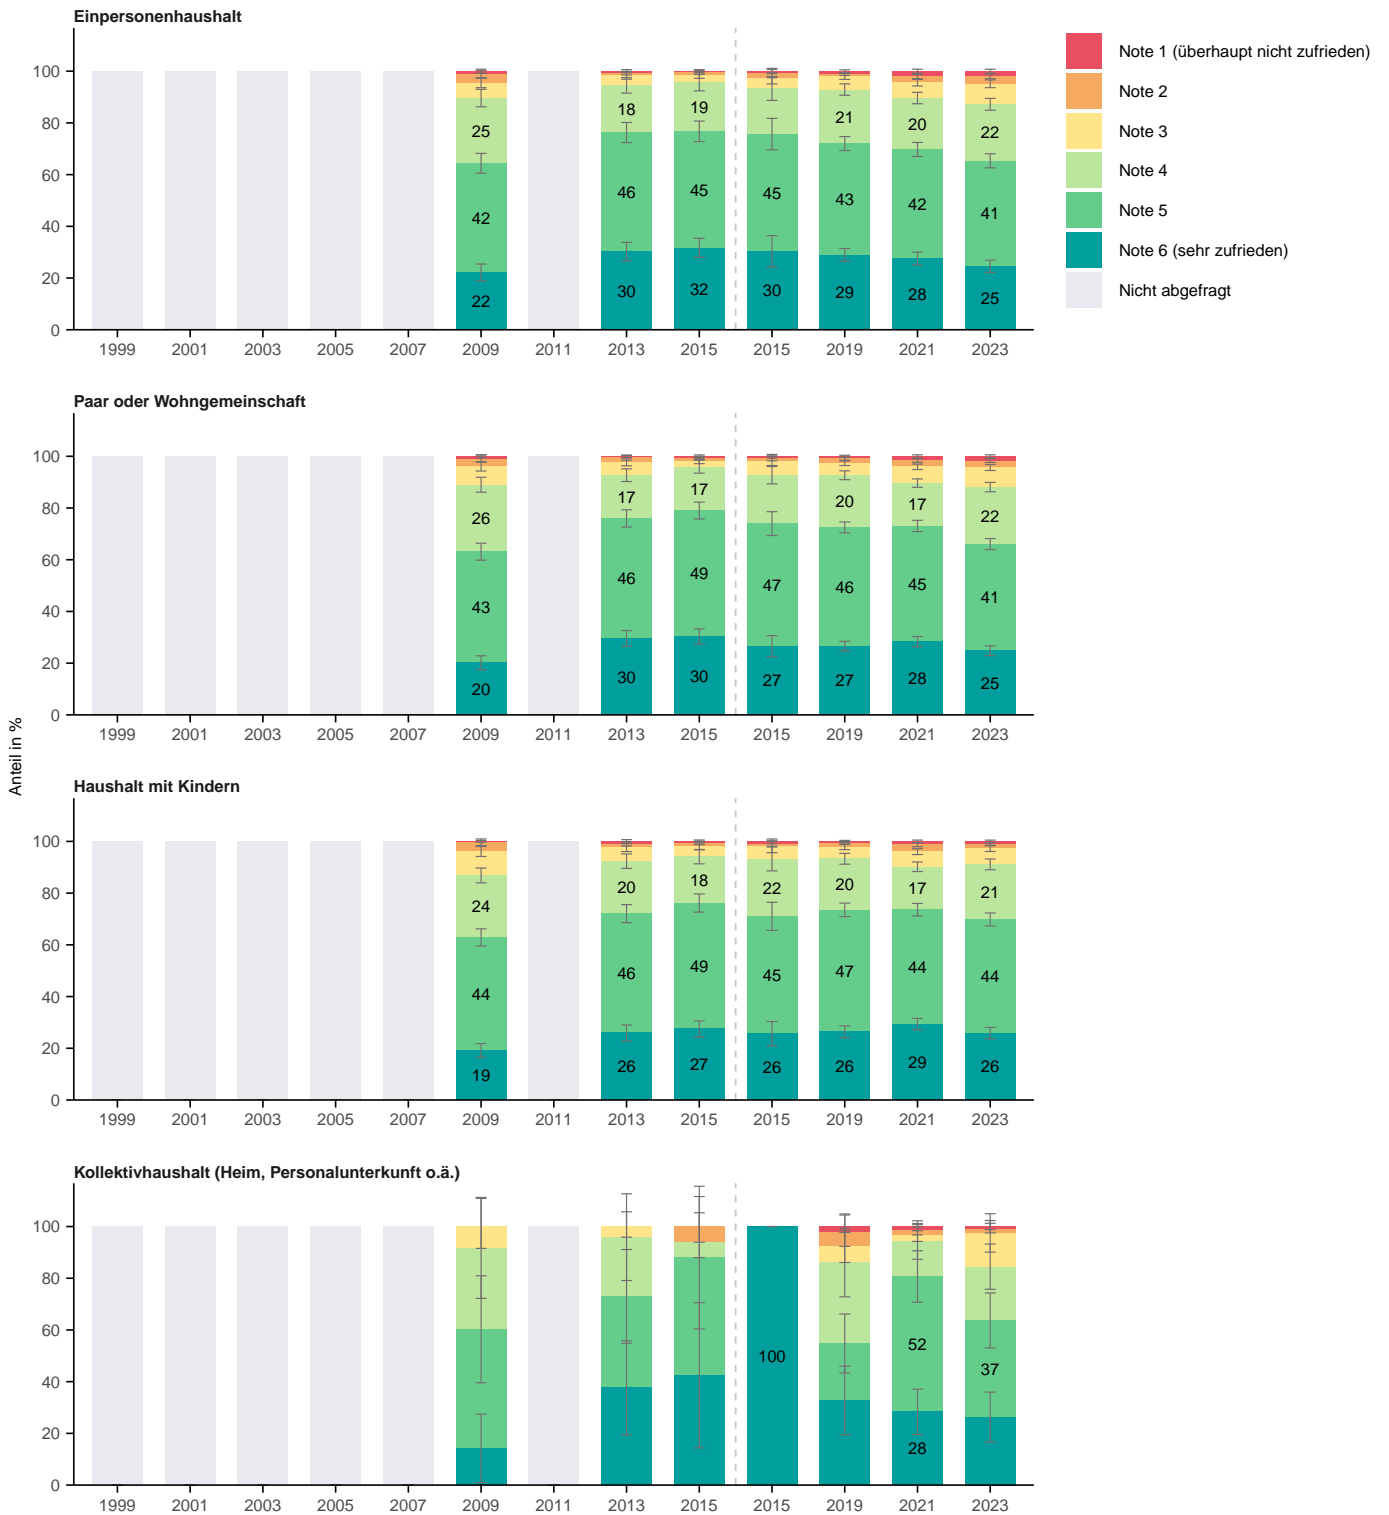 Einpersonenhaushalt
Note 1 (überhaupt nicht zufrieden)
Note 2
Note 3
Note 4
Note 5
Note 6 (sehr zufrieden)
Nicht abgefragt
Anteil in %
100
80
60
40
20
0
25 18 19 21 20 22
42 46 45 45 43 42 41
22 30 32 30 29 28 25
1999 2001 2003 2005 2007 2009 2011 2013 2015 2015 2019 2021 2023
Paar oder Wohngemeinschaft
100
80
60
40
20
0
26 17 17 20 17 22
43 46 49 47 46 45 41
20 30 30 27 27 28 25
1999 2001 2003 2005 2007 2009 2011 2013 2015 2015 2019 2021 2023
Haushalt mit Kindern
100
80
60
40
20
0
24 20 18 22 20 17 21
44 46 49 45 47 44 44
19 26 27 26 26 29 26
1999 2001 2003 2005 2007 2009 2011 2013 2015 2015 2019 2021 2023
Kollektivhaushalt (Heim, Personalunterkunft o.ä.)
100
80
60
40
20
0
100 52 37
28
1999 2001 2003 2005 2007 2009 2011 2013 2015 2015 2019 2021 2023